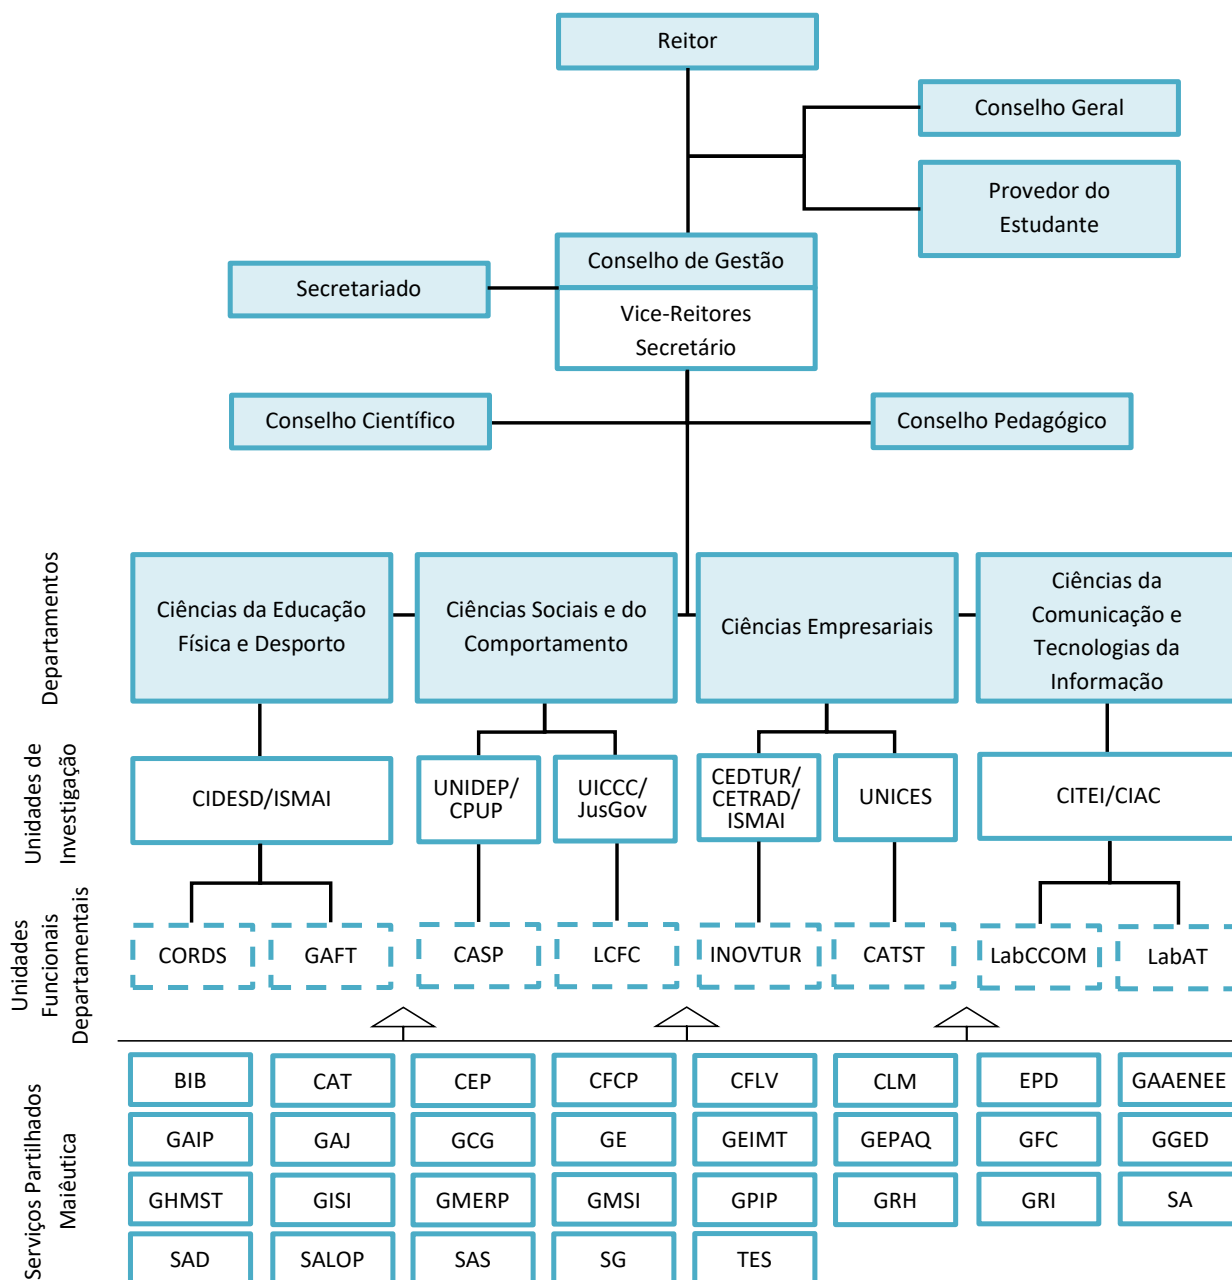 Reitor
Conselho Geral
Provedor do
Estudante
Conselho de Gestão
Secretariado
Vice-Reitores
Secretário
Conselho Científico
Conselho Pedagógico
Departamentos
Ciências da Educação
Física e Desporto
Ciências Sociais e do
Comportamento
Ciências Empresariais
Ciências da
Comunicação e
Tecnologias da
Informação
Unidades de
Investigação
CIDESD/ISMAI
UNIDEP/
CPUP
UICCC/
JusGov
CEDTUR/
CETRAD/
ISMAI
UNICES
CITEI/CIAC
Unidades
Funcionais
Departamentais
CORDS
GAFT
CASP
LCFC
INOVTUR
CATST
LabCCOM
LabAT
Serviços Partilhados
Maiêutica
BIB
CAT
CEP
CFCP
CFLV
CLM
EPD
GAAENEE
GAIP
GAJ
GCG
GE
GEIMT
GEPAQ
GFC
GGED
GHMST
GISI
GMERP
GMSI
GPIP
GRH
GRI
SA
SAD
SALOP
SAS
SG
TES